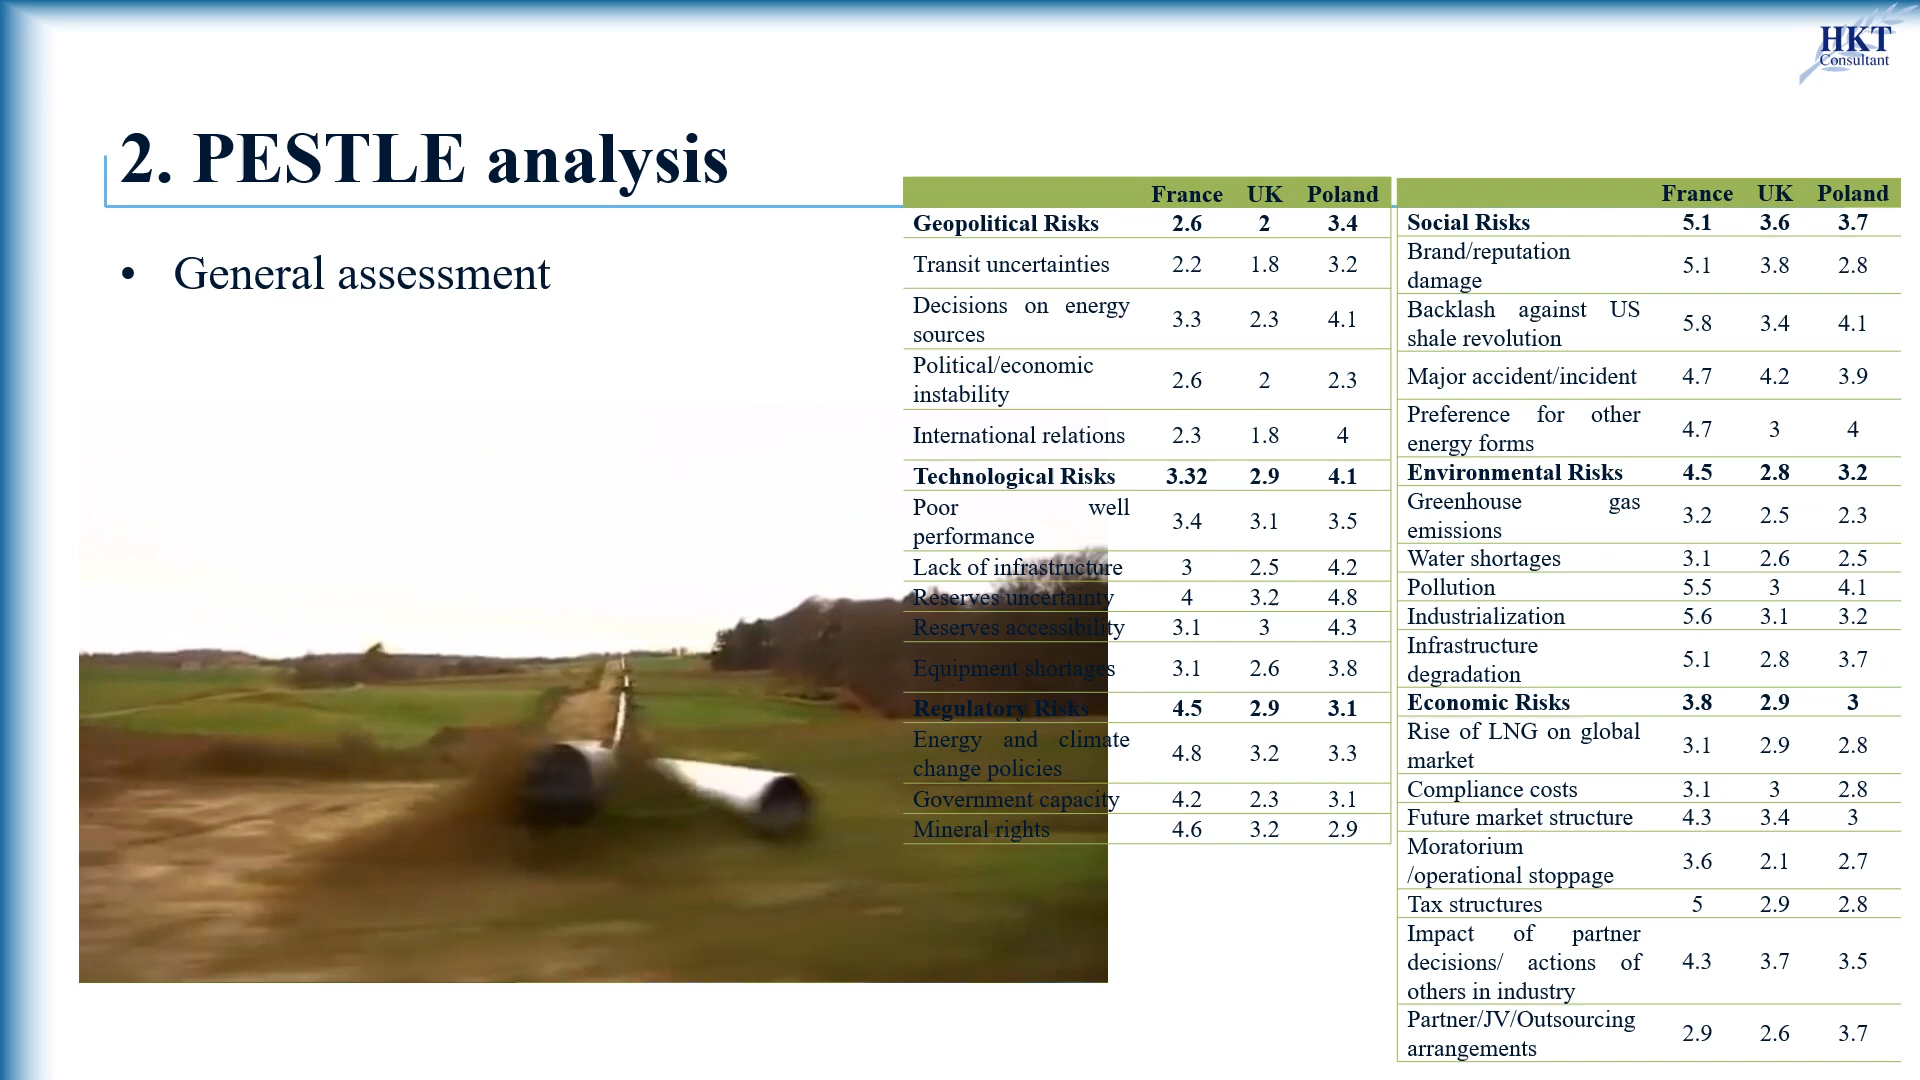 HKT
Consultant
2. PESTLE analysis
• General assessment
France UK Poland
Geopolitical Risks 2.6 2 3.4
Transit uncertainties 2.2 1.8 3.2
Decisions on energy
sources 3.3 2.3 4.1
Political/economic
instability 2.6 2 2.3
International relations 2.3 1.8 4
Technological Risks 3.32 2.9 4.1
Poor well
performance 3.4 3.1 3.5
Lack of infrastructure 3 2.5 4.2
Reserves uncertainty 4 3.2 4.8
Reserves accessibility 3.1 3 4.3
Equipment shortages 3.1 2.6 3.8
Regulatory Risks 4.5 2.9 3.1
Energy and climate
change policies 4.8 3.2 3.3
Government capacity 4.2 2.3 3.1
Mineral rights 4.6 3.2 2.9
France UK Poland
Social Risks 5.1 3.6 3.7
Brand/reputation
damage 5.1 3.8 2.8
Backlash against US
shale revolution 5.8 3.4 4.1
Major accident/incident 4.7 4.2 3.9
Preference for other
energy forms 4.7 3 4
Environmental Risks 4.5 2.8 3.2
Greenhouse gas
emissions 3.2 2.5 2.3
Water shortages 3.1 2.6 2.5
Pollution 5.5 3 4.1
Industrialization 5.6 3.1 3.2
Infrastructure
degradation 5.1 2.8 3.7
Economic Risks 3.8 2.9 3
Rise of LNG on global
market 3.1 2.9 2.8
Compliance costs 3.1 3 2.8
Future market structure 4.3 3.4 3
Moratorium
/operational stoppage 3.6 2.1 2.7
Tax structures 5 2.9 2.8
Impact of partner
decisions/ actions of
others in industry 4.3 3.7 3.5
Partner/JV/Outsourcing
arrangements 2.9 2.6 3.7